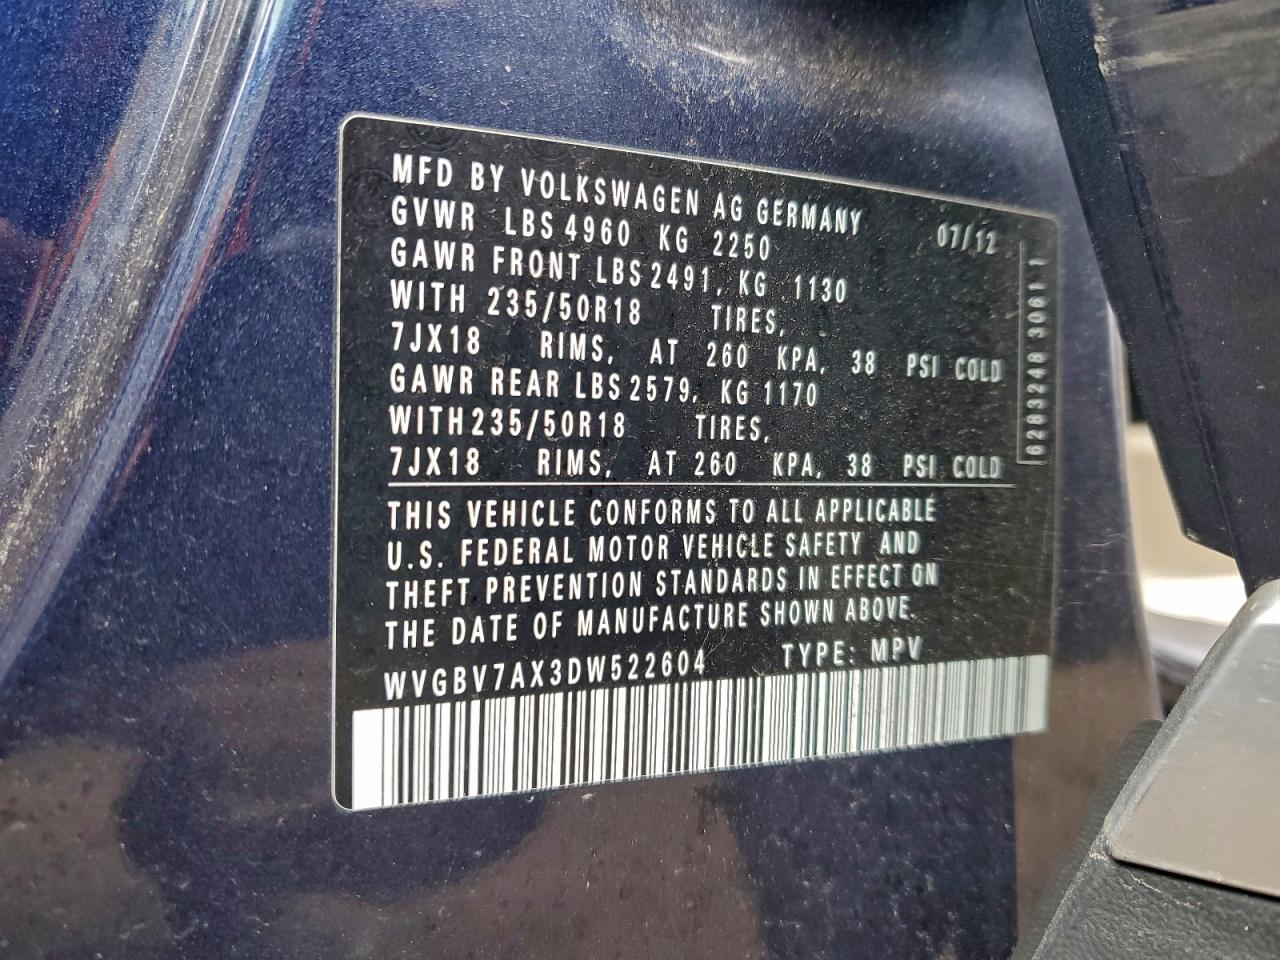 MFD BY VOLKSWAGEN AG GERMANY 07/12
GVWR LBS 4960 KG 2250
GAWR FRONT LBS 2491, KG 1130
WITH 235/50R18 TIRES,
7JX18 RIMS, AT 260 KPA, 38 PSI COLD
GAWR REAR LBS 2579, KG 1170
WITH 235/50R18 TIRES,
7JX18 RIMS, AT 260 KPA, 38 PSI COLD
THIS VEHICLE CONFORMS TO ALL APPLICABLE
U.S. FEDERAL MOTOR VEHICLE SAFETY AND
THEFT PREVENTION STANDARDS IN EFFECT ON
THE DATE OF MANUFACTURE SHOWN ABOVE.
WVGBV7AX3DW522604 TYPE: MPV